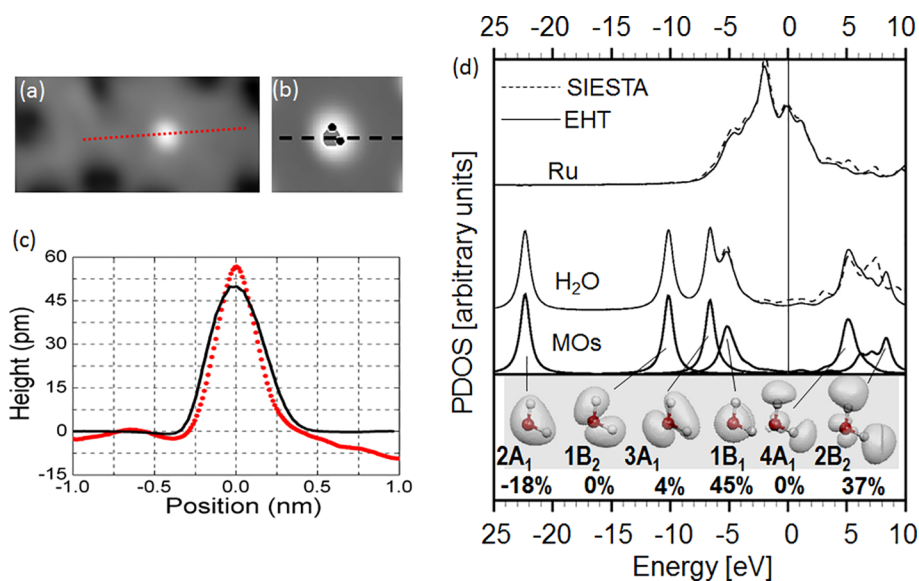 (a)
(b)
(c)
60
45
30
15
0
-15
Height (pm)
-1.0 -0.5 0.0 0.5 1.0
Position (nm)
(d)
25 -20 -15 -10 -5 0 5 10
SIESTA
EHT
Ru
H₂O
MOs
PDOS [arbitrary units]
2A₁ 1B₂ 3A₁ 1B₁ 4A₁ 2B₂
-18% 0% 4% 45% 0% 37%
25 -20 -15 -10 -5 0 5 10
Energy [eV]